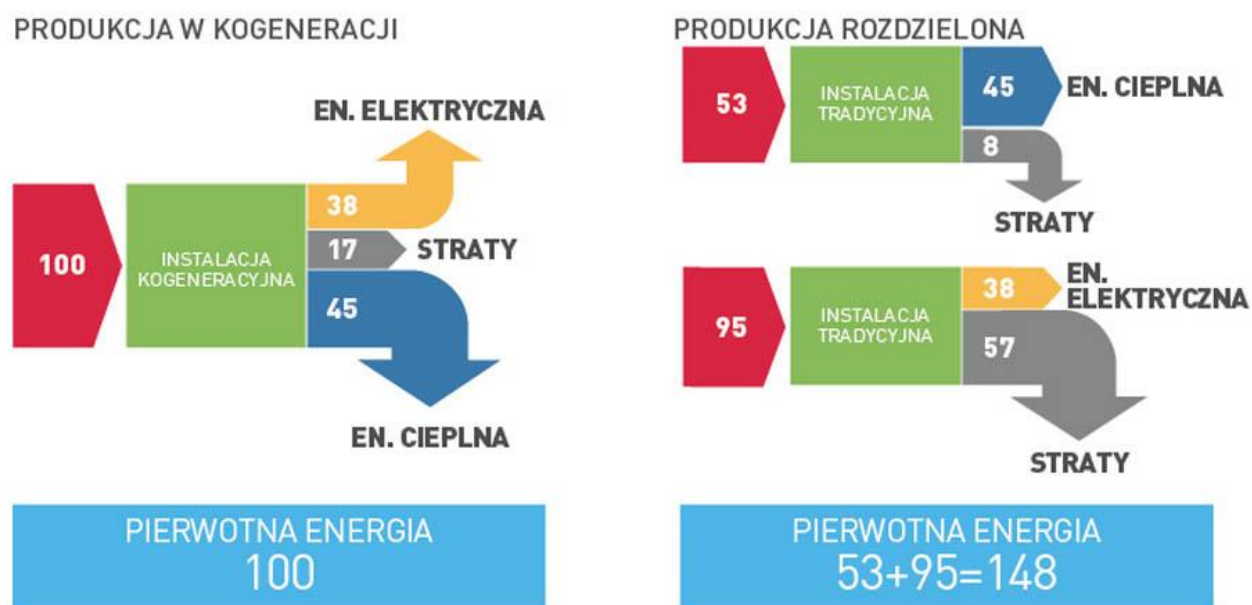 PRODUKCJA W KOGENERACJI
EN. ELEKTRYCZNA
100
INSTALACJA
KOGENERACYJNA
38
17
STRATY
45
EN. CIEPLNA
PIERWOTNA ENERGIA
100
PRODUKCJA ROZDZIELONA
53
INSTALACJA
TRADYCYJNA
45
EN. CIEPLNA
8
STRATY
95
INSTALACJA
TRADYCYJNA
38
EN.
ELEKTRYCZNA
57
STRATY
PIERWOTNA ENERGIA
53+95=148